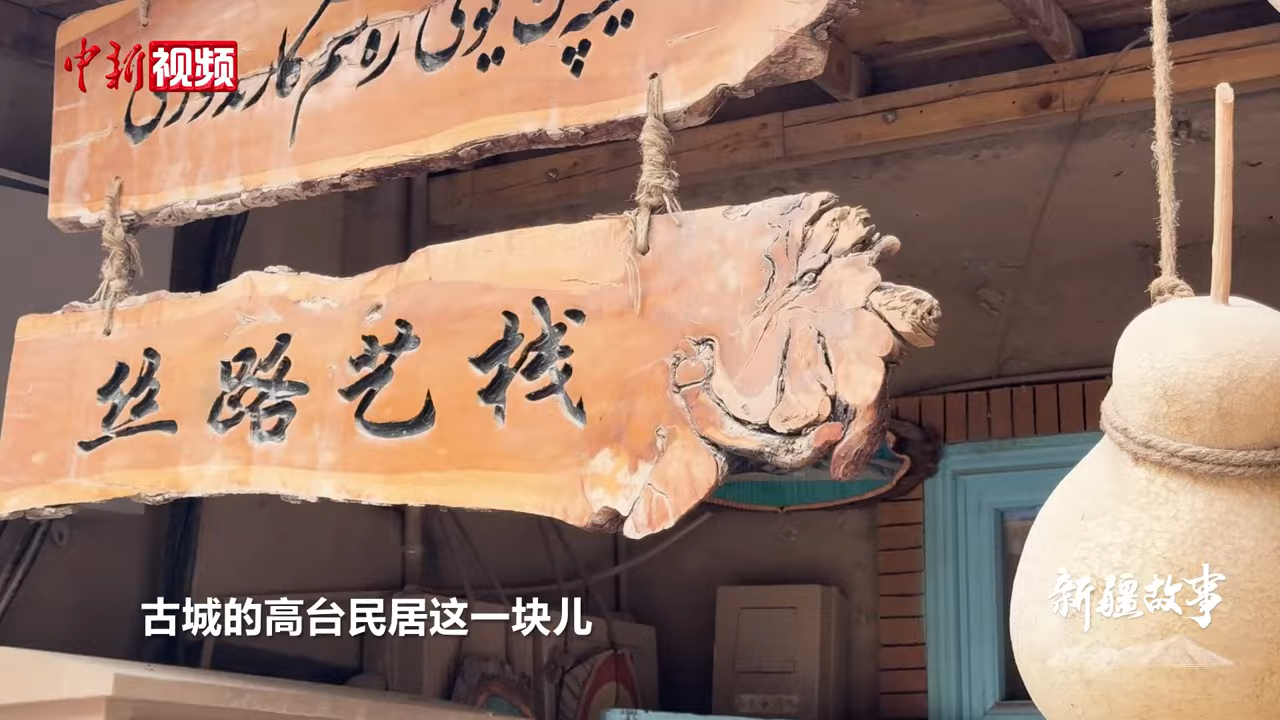 中新视频
丝路艺栈
古城的高台民居这一块儿
新疆故事